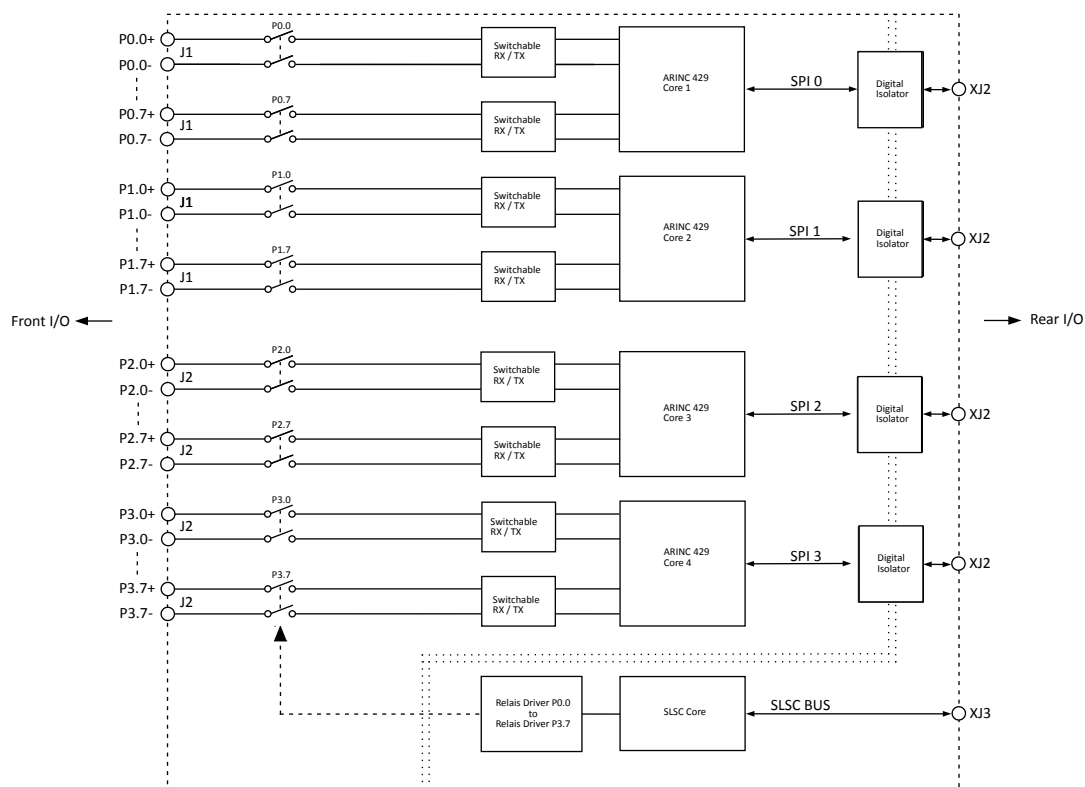 P0.0
P0.0+
J1
P0.0-
Switchable
RX / TX
ARINC 429
Core 1
SPI 0
Digital
Isolator
XJ2
P0.7
P0.7+
J1
P0.7-
Switchable
RX / TX
P1.0
P1.0+
J1
P1.0-
Switchable
RX / TX
ARINC 429
Core 2
SPI 1
Digital
Isolator
XJ2
P1.7
P1.7+
J1
P1.7-
Switchable
RX / TX
Front I/O
Rear I/O
P2.0
P2.0+
J2
P2.0-
Switchable
RX / TX
ARINC 429
Core 3
SPI 2
Digital
Isolator
XJ2
P2.7
P2.7+
J2
P2.7-
Switchable
RX / TX
P3.0
P3.0+
J2
P3.0-
Switchable
RX / TX
ARINC 429
Core 4
SPI 3
Digital
Isolator
XJ2
P3.7
P3.7+
J2
P3.7-
Switchable
RX / TX
Relais Driver P0.0
to
Relais Driver P3.7
SLSC Core
SLSC BUS
XJ3